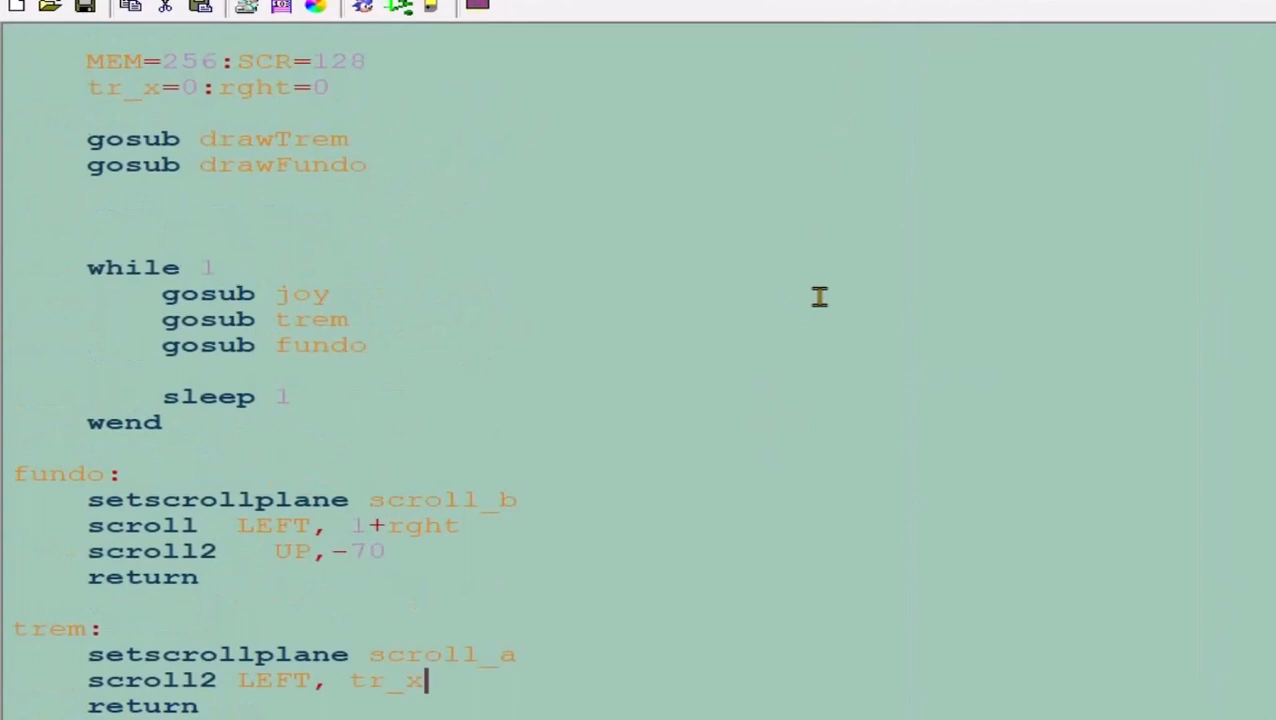 MEM=256:SCR=128
tr_x=0:rght=0
gosub drawTrem
gosub drawFundo
while 1
gosub joy
gosub trem
gosub fundo
sleep 1
wend
fundo:
setscrollplane scroll_b
scroll LEFT, 1+rght
scroll2 UP,-70
return
trem:
setscrollplane scroll_a
scroll2 LEFT, tr_x
return